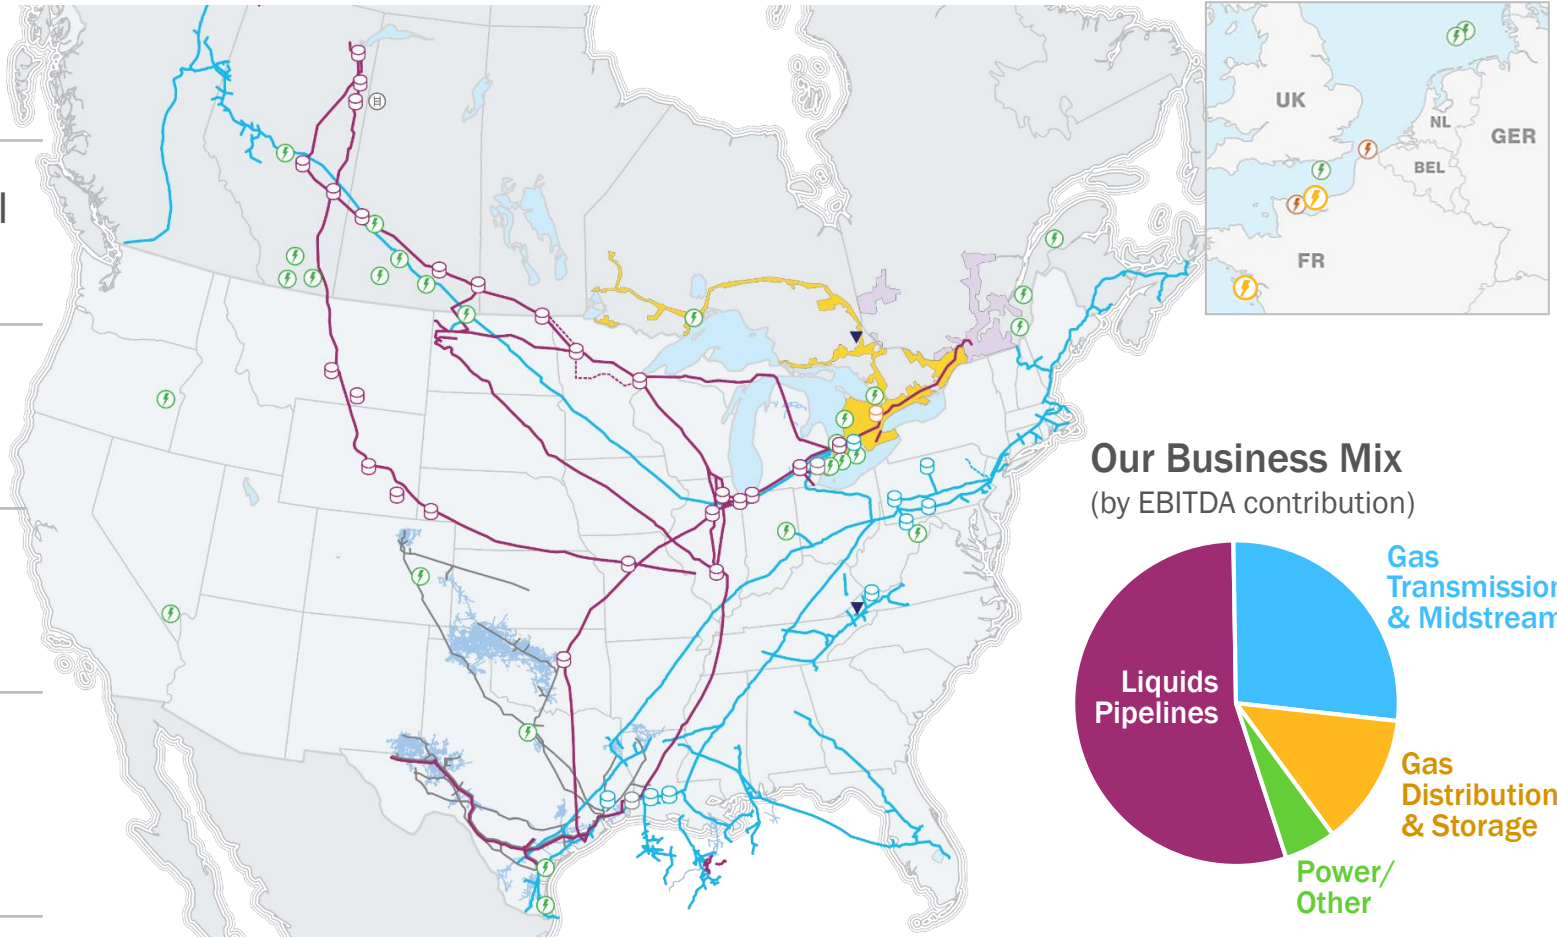 UK
NL
GER
BEL
FR
Our Business Mix
(by EBITDA contribution)
Gas
Transmission
& Midstream
Liquids
Pipelines
Gas
Distribution
& Storage
Power/
Other